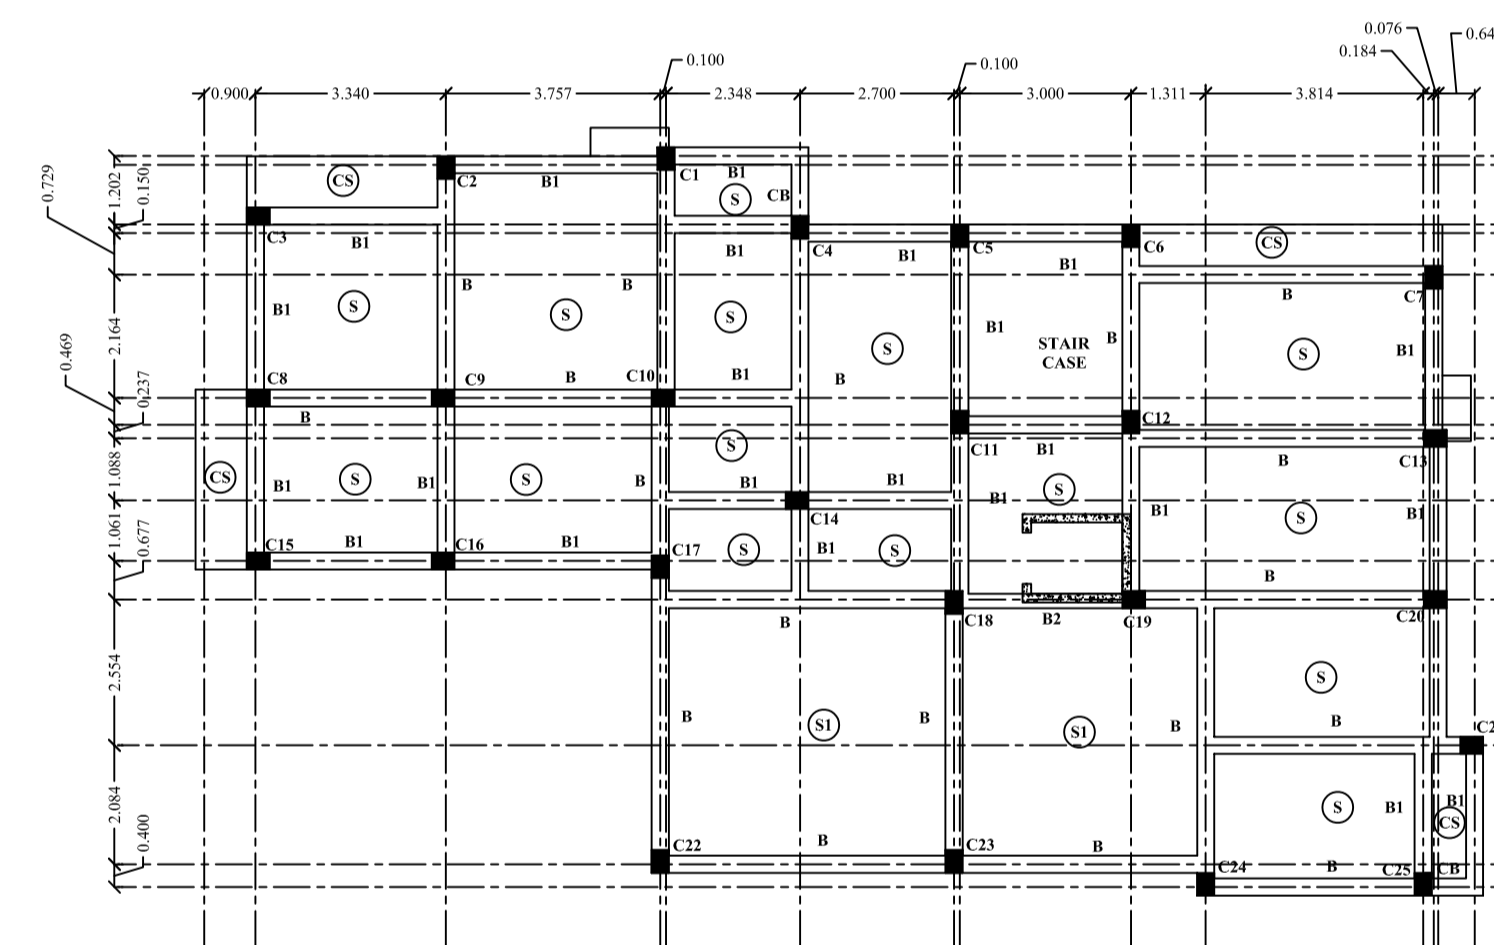 0.076
0.64
0.184
0.100
0.100
0.900
3.340
3.757
2.348
2.700
3.000
1.311
3.814
0.729
1.202
0.150
CS
C2
B1
C1
B1
S
CB
C3
B1
B1
C4
B1
C5
B1
C6
CS
B
B
B
C7
B1
S
S
S
B1
STAIR
CASE
B
S
S
B1
2.164
0.469
0.237
C8
C9
B
C10
B1
B
B
C12
C11
B1
S
B
C13
1.088
CS
B1
S
B1
S
B
B1
B1
B1
S
B1
S
B1
1.061
0.677
C15
B1
C16
B1
C17
S
C14
B1
S
B
B
C18
B2
C19
C20
2.554
S
B
S1
B
S1
B
B
C2
2.084
0.400
S
B1
B1
CS
C22
B
C23
B
C24
B
C25
CB